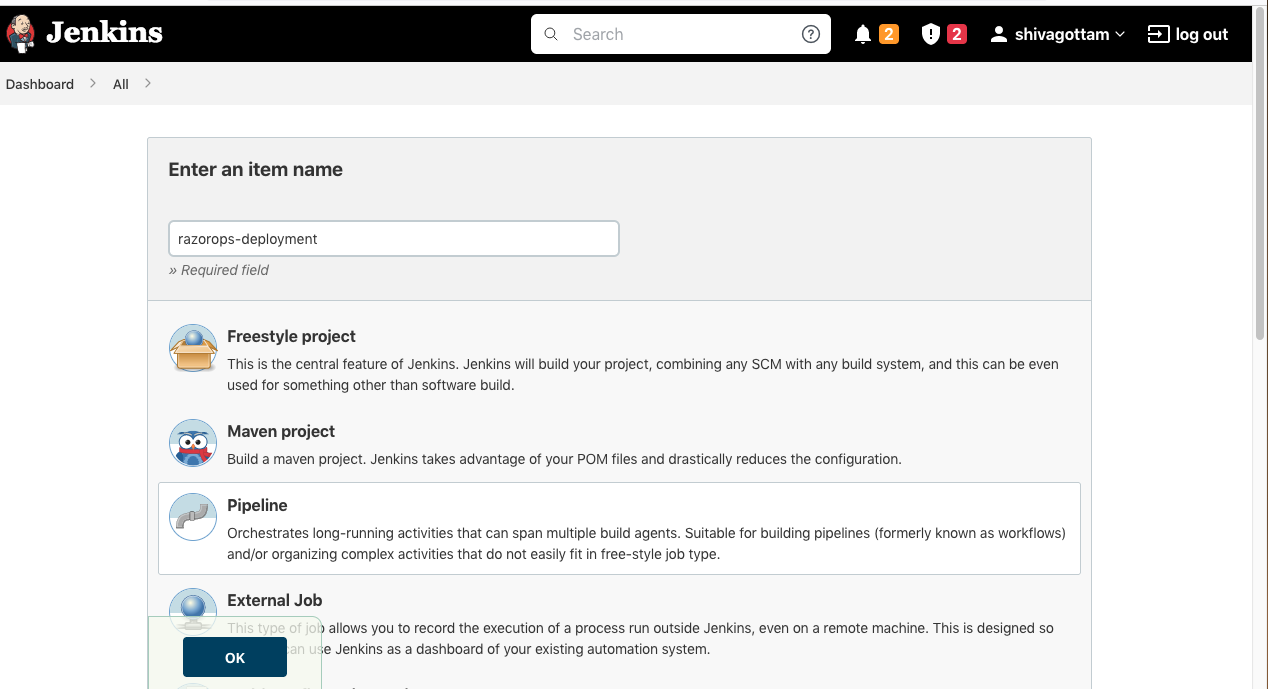 Jenkins
Search
2
2
shivagottam
log out
Dashboard
All
Enter an item name
razorops-deployment
» Required field
Freestyle project
This is the central feature of Jenkins. Jenkins will build your project, combining any SCM with any build system, and this can be even
used for something other than software build.
Maven project
Build a maven project. Jenkins takes advantage of your POM files and drastically reduces the configuration.
Pipeline
Orchestrates long-running activities that can span multiple build agents. Suitable for building pipelines (formerly known as workflows)
and/or organizing complex activities that do not easily fit in free-style job type.
External Job
This type of job allows you to record the execution of a process run outside Jenkins, even on a remote machine. This is designed so
can use Jenkins as a dashboard of your existing automation system.
OK